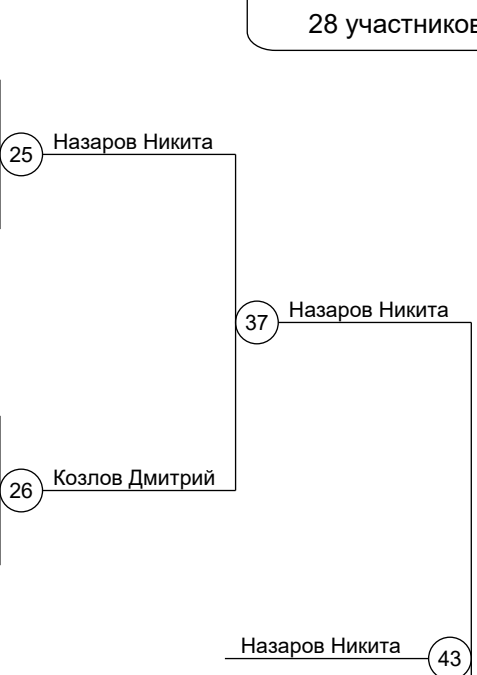 28 участников
25 Назаров Никита
37 Назаров Никита
26 Козлов Дмитрий
Назаров Никита 43